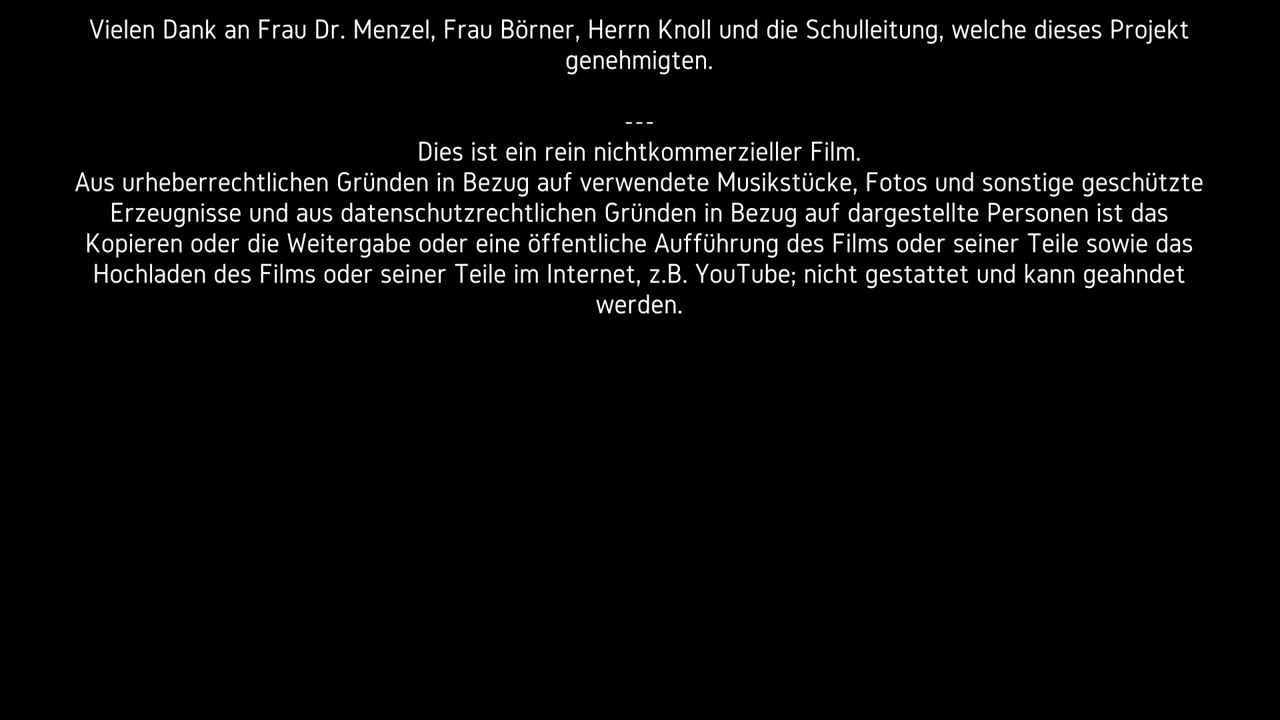 Vielen Dank an Frau Dr. Menzel, Frau Börner, Herrn Knoll und die Schulleitung, welche dieses Projekt
genehmigten.
---
Dies ist ein rein nichtkommerzieller Film.
Aus urheberrechtlichen Gründen in Bezug auf verwendete Musikstücke, Fotos und sonstige geschützte
Erzeugnisse und aus datenschutzrechtlichen Gründen in Bezug auf dargestellte Personen ist das
Kopieren oder die Weitergabe oder eine öffentliche Aufführung des Films oder seiner Teile sowie das
Hochladen des Films oder seiner Teile im Internet, z.B. YouTube; nicht gestattet und kann geahndet
werden.